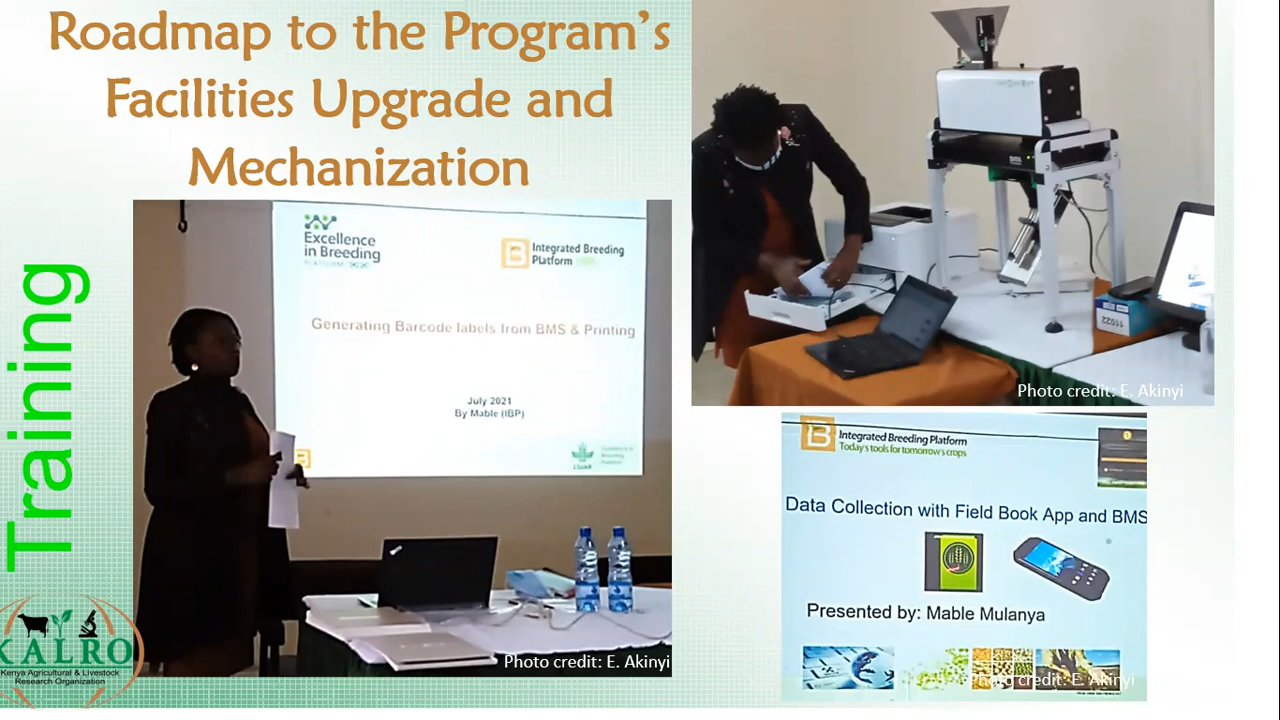 Roadmap to the Program's
Facilities Upgrade and
Mechanization
Training
Excellence
in Breeding
PLATFORM
Integrated Breeding
Platform
Generating Barcode labels from BMS & Printing
July 2021
By Mable (IBP)
CGIAR
Photo credit: E. Akinyi
11022
Photo credit: E. Akinyi
Integrated Breeding Platform
Today's tools for tomorrow's crops
Data Collection with Field Book App and BMS
Presented by: Mable Mulanya
Photo credit: E. Akinyi
KALRO
Kenya Agricultural & Livestock
Research Organization